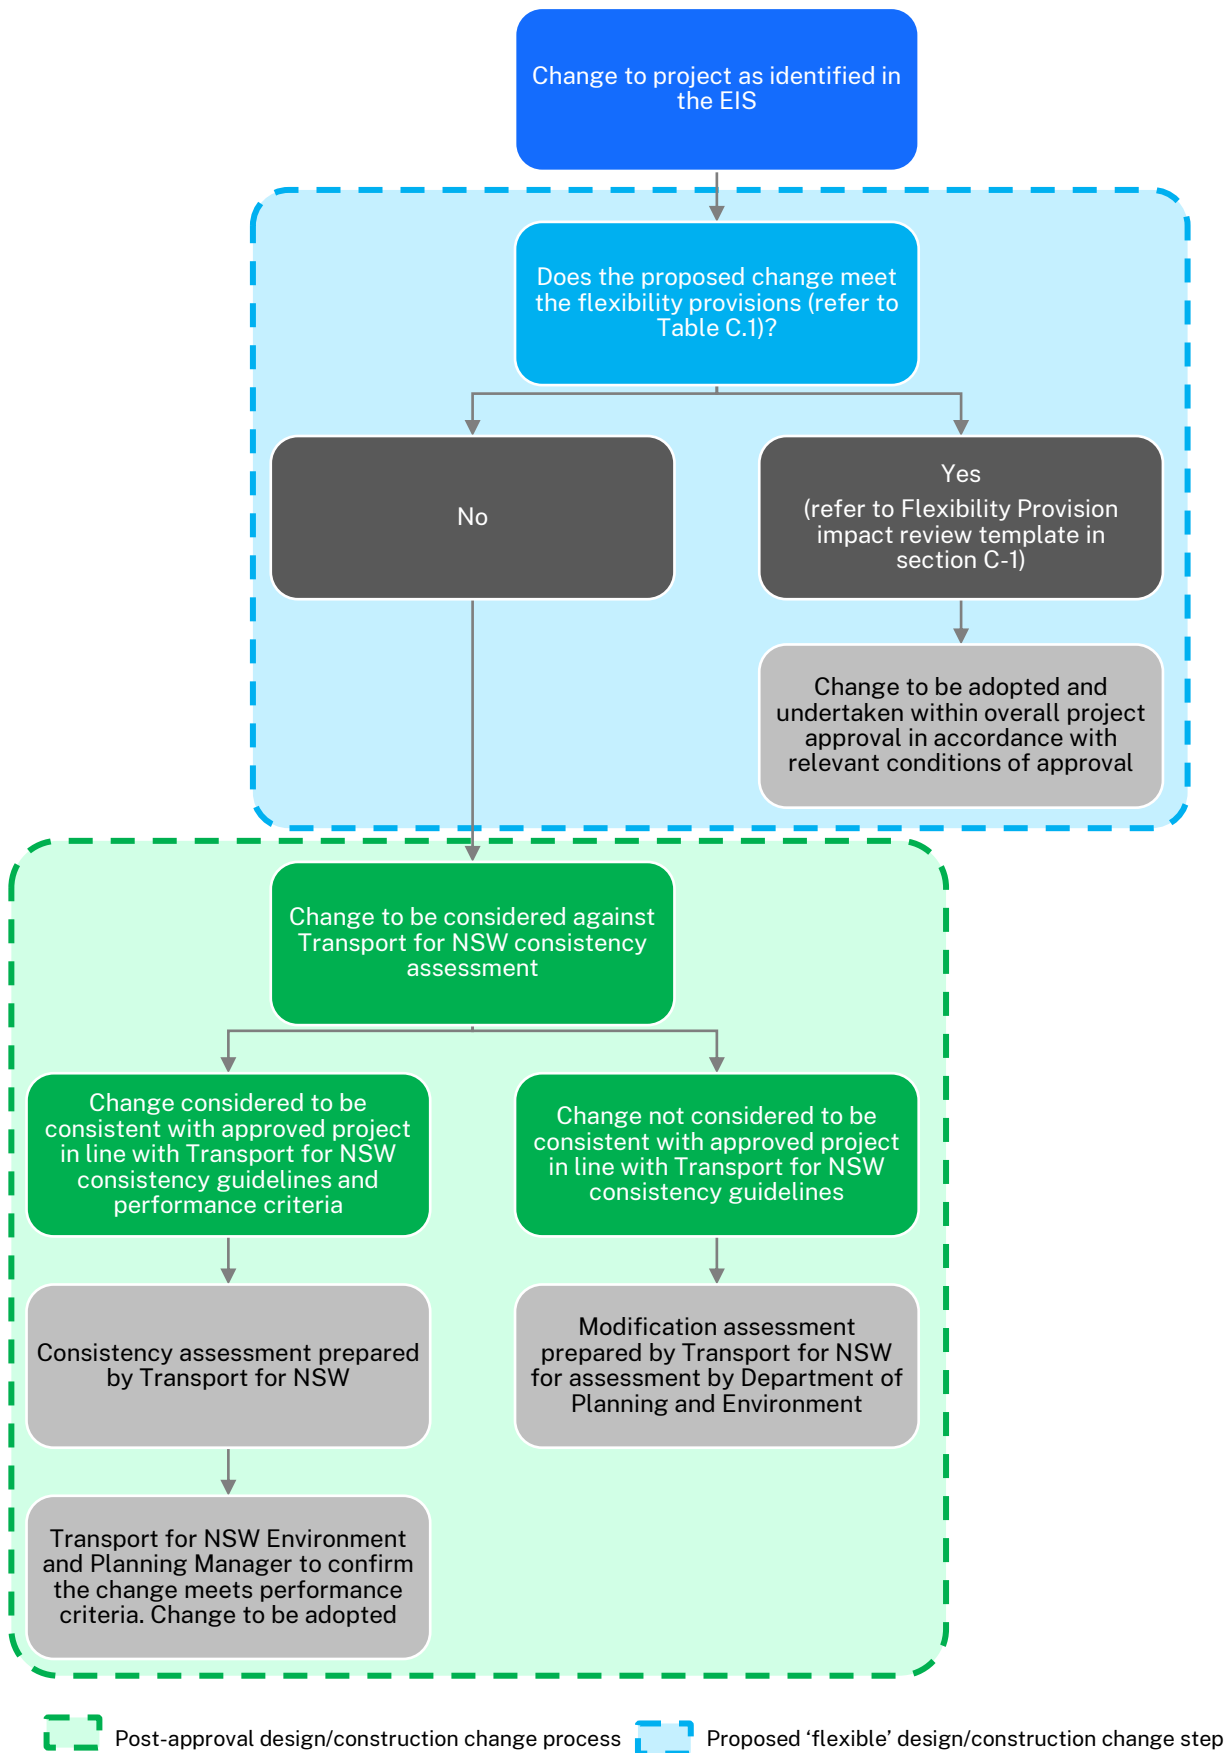 Change to project as identified in
the EIS
Does the proposed change meet
the flexibility provisions (refer to
Table C.1)?
No
Yes
(refer to Flexibility Provision
impact review template in
section C-1)
Change to be adopted and
undertaken within overall project
approval in accordance with
relevant conditions of approval
Change to be considered against
Transport for NSW consistency
assessment
Change considered to be
consistent with approved project
in line with Transport for NSW
consistency guidelines and
performance criteria
Change not considered to be
consistent with approved project
in line with Transport for NSW
consistency guidelines
Consistency assessment prepared
by Transport for NSW
Modification assessment
prepared by Transport for NSW
for assessment by Department of
Planning and Environment
Transport for NSW Environment
and Planning Manager to confirm
the change meets performance
criteria. Change to be adopted
Post-approval design/construction change process
Proposed ‘flexible’ design/construction change step